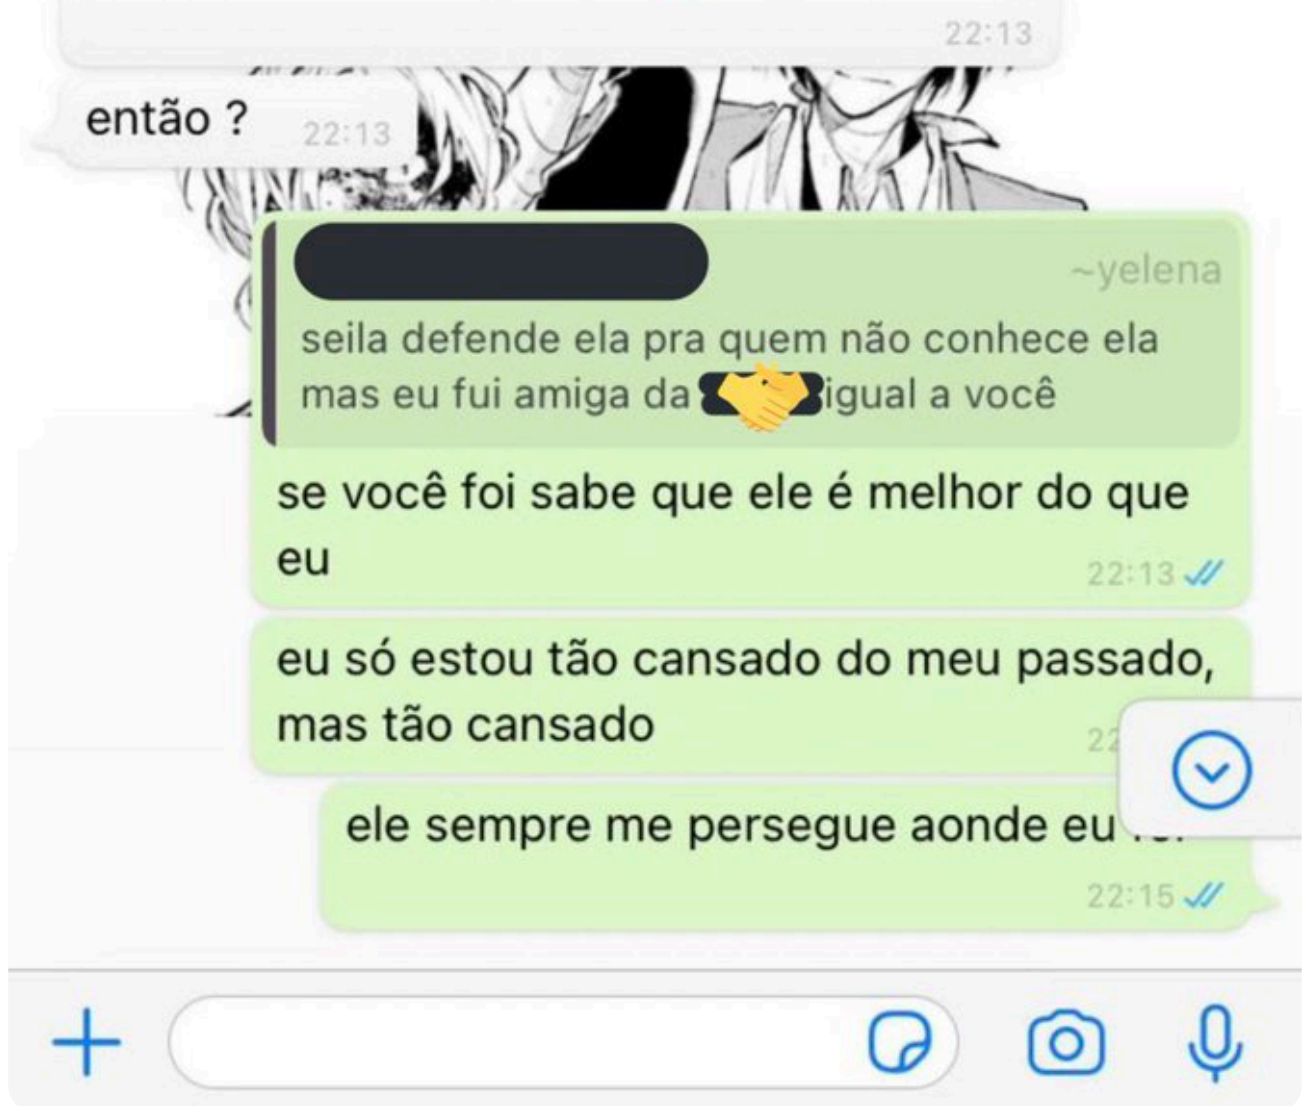 22:13
então ?
22:13
~yelena
seila defende ela pra quem não conhece ela
mas eu fui amiga da igual a você
se você foi sabe que ele é melhor do que
eu
22:13
eu só estou tão cansado do meu passado,
mas tão cansado
ele sempre me persegue aonde eu
22:15